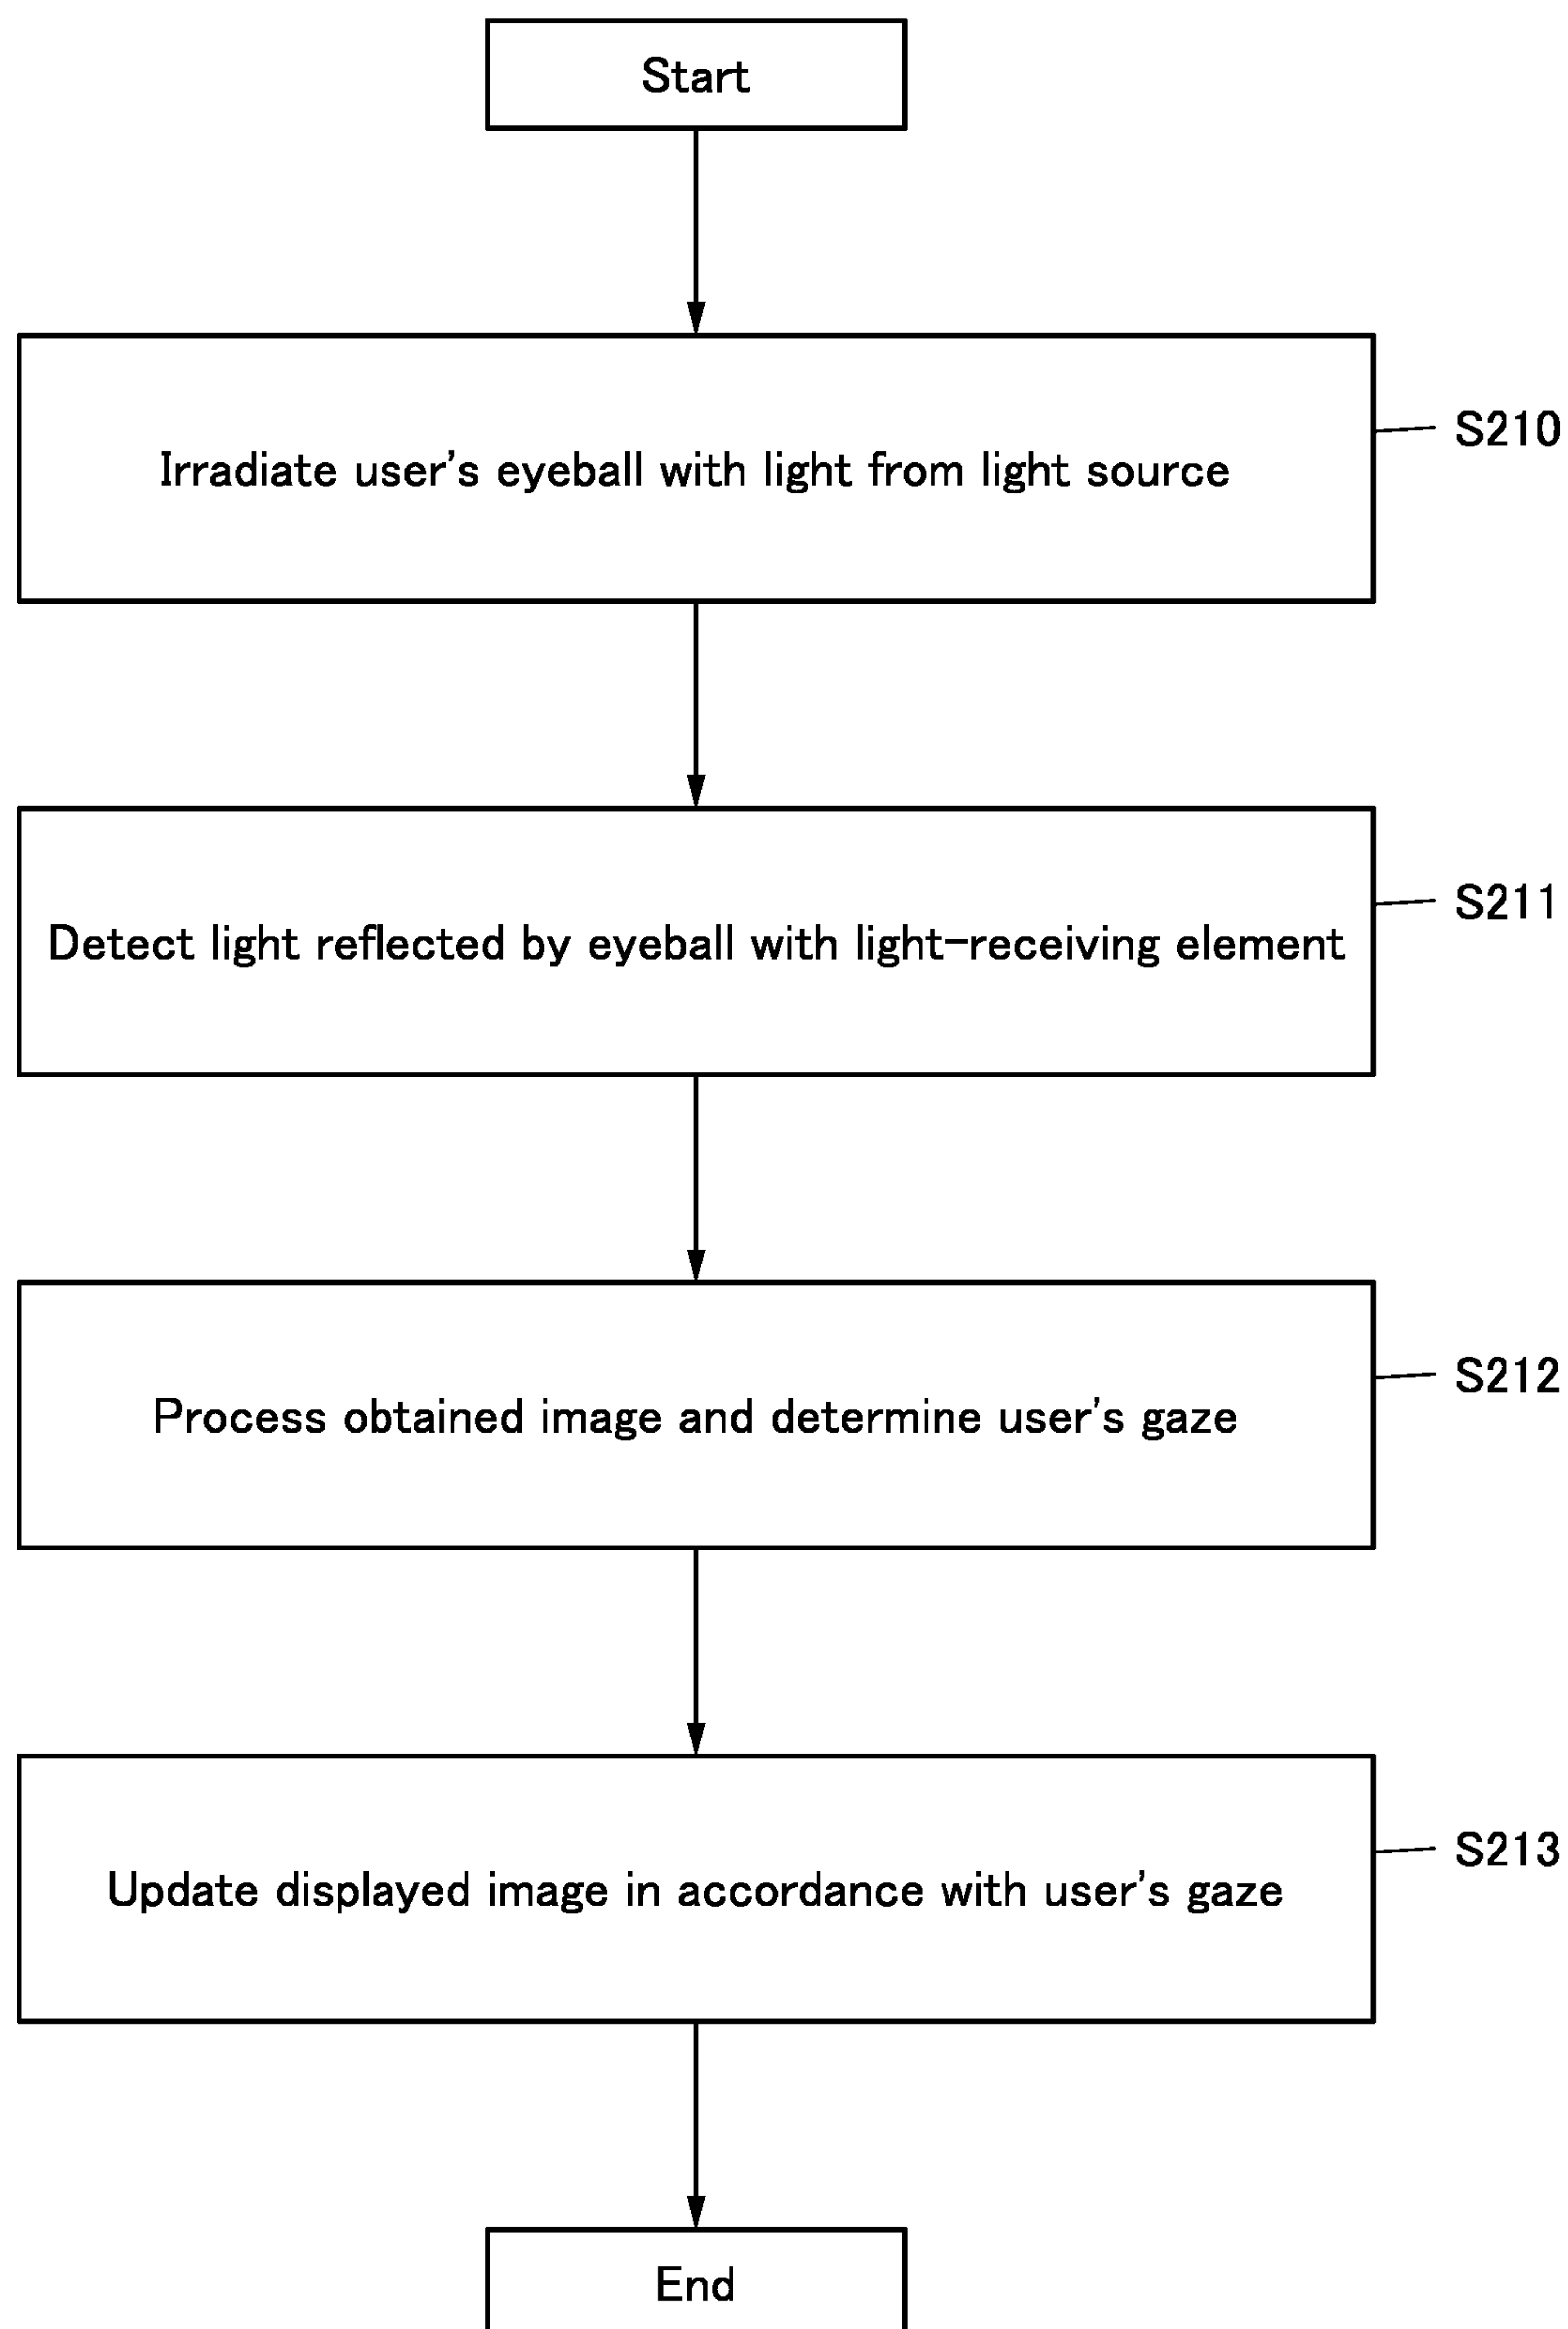 Start
Irradiate user's eyeball with light from light source
S210
Detect light reflected by eyeball with light-receiving element
S211
Process obtained image and determine user's gaze
S212
Update displayed image in accordance with user's gaze
S213
End